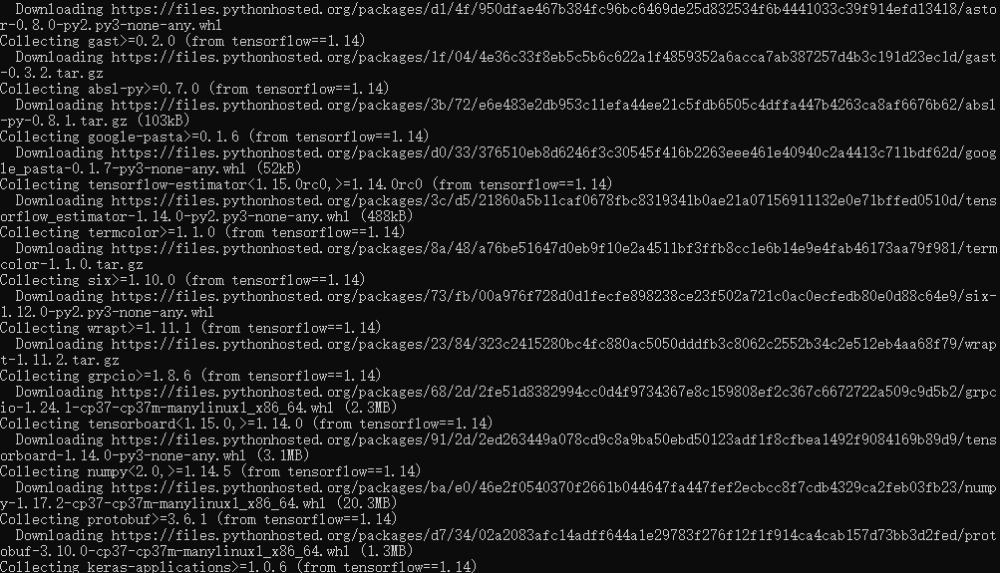 Downloading https://files.pythonhosted.org/packages/d1/4f/950dfae467b384fc96bc6469de25d832534f6b4441033c39f914efd13418/asto
r-0.8.0-py2.py3-none-any.whl
Collecting gast>=0.2.0 (from tensorflow==1.14)
  Downloading https://files.pythonhosted.org/packages/1f/04/4e36c33f8eb5c5b6c622a1f4859352a6acca7ab387257d4b3c191d23ec1d/gast
-0.3.2.tar.gz
Collecting absl-py>=0.7.0 (from tensorflow==1.14)
  Downloading https://files.pythonhosted.org/packages/3b/72/e6e483e2db953c11efa44ee21c5fdb6505c4dffa447b4263ca8af6676b62/absl
-py-0.8.1.tar.gz (103kB)
Collecting google-pasta>=0.1.6 (from tensorflow==1.14)
  Downloading https://files.pythonhosted.org/packages/d0/33/376510eb8d6246f3c30545f416b2263eee461e40940c2a4413c711bdf62d/goog
le_pasta-0.1.7-py3-none-any.whl (52kB)
Collecting tensorflow-estimator<1.15.0rc0,>=1.14.0rc0 (from tensorflow==1.14)
  Downloading https://files.pythonhosted.org/packages/3c/d5/21860a5b11caf0678fbc8319341b0ae21a07156911132e0e71bffed0510d/tens
orflow_estimator-1.14.0-py2.py3-none-any.whl (488kB)
Collecting termcolor>=1.1.0 (from tensorflow==1.14)
  Downloading https://files.pythonhosted.org/packages/8a/48/a76be51647d0eb9f10e2a4511bf3ffb8cc1e6b14e9e4fab46173aa79f981/term
color-1.1.0.tar.gz
Collecting six>=1.10.0 (from tensorflow==1.14)
  Downloading https://files.pythonhosted.org/packages/73/fb/00a976f728d0d1fecfe898238ce23f502a721c0ac0ecfedb80e0d88c64e9/six-
1.12.0-py2.py3-none-any.whl
Collecting wrapt>=1.11.1 (from tensorflow==1.14)
  Downloading https://files.pythonhosted.org/packages/23/84/323c2415280bc4fc880ac5050dddfb3c8062c2552b34c2e512eb4aa68f79/wrap
t-1.11.2.tar.gz
Collecting grpcio>=1.8.6 (from tensorflow==1.14)
  Downloading https://files.pythonhosted.org/packages/68/2d/2fe51d8382994cc0d4f9734367e8c159808ef2c367c6672722a509c9d5b2/grpc
io-1.24.1-cp37-cp37m-manylinux1_x86_64.whl (2.3MB)
Collecting tensorboard<1.15.0,>=1.14.0 (from tensorflow==1.14)
  Downloading https://files.pythonhosted.org/packages/91/2d/2ed263449a078cd9c8a9ba50ebd50123adf1f8cfbea1492f9084169b89d9/tens
orboard-1.14.0-py3-none-any.whl (3.1MB)
Collecting numpy<2.0,>=1.14.5 (from tensorflow==1.14)
  Downloading https://files.pythonhosted.org/packages/ba/e0/46e2f0540370f2661b044647fa447fef2ecbcc8f7cdb4329ca2feb03fb23/nump
y-1.17.2-cp37-cp37m-manylinux1_x86_64.whl (20.3MB)
Collecting protobuf>=3.6.1 (from tensorflow==1.14)
  Downloading https://files.pythonhosted.org/packages/d7/34/02a2083afc14adff644a1e29783f276f12f1f914ca4cab157d73bb3d2fed/prot
obuf-3.10.0-cp37-cp37m-manylinux1_x86_64.whl (1.3MB)
Collecting keras-applications>=1.0.6 (from tensorflow==1.14)